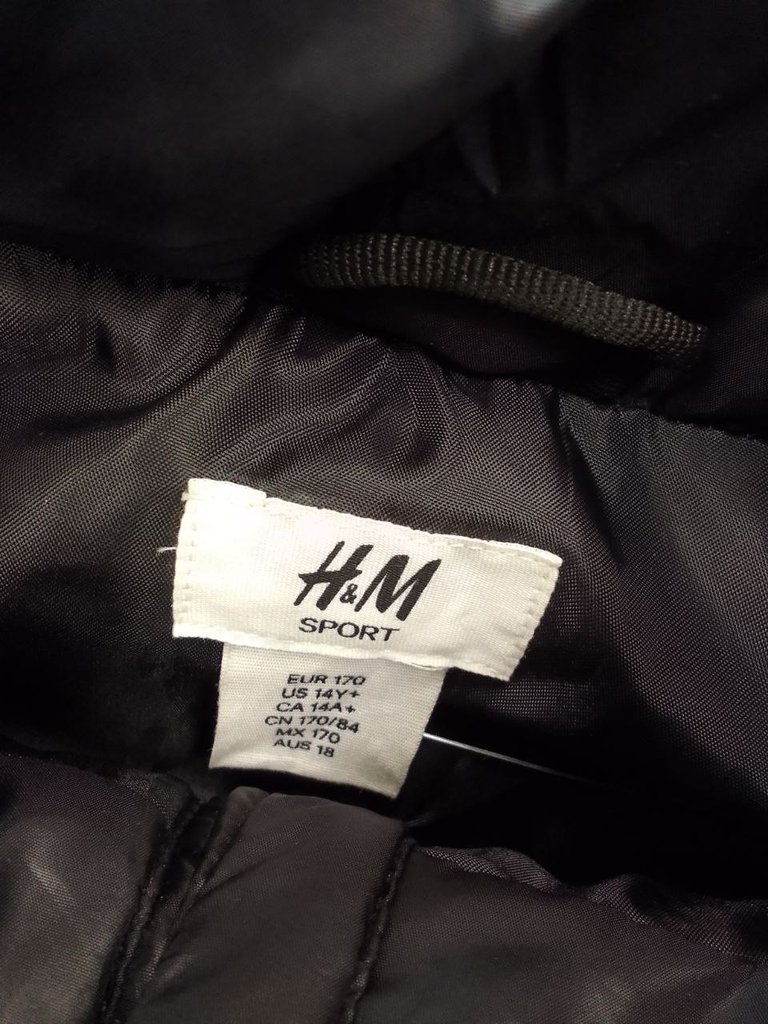 H&M
SPORT
EUR 170
US 14Y+
CA 14A+
CN 170/84
MX 170
AUS 18